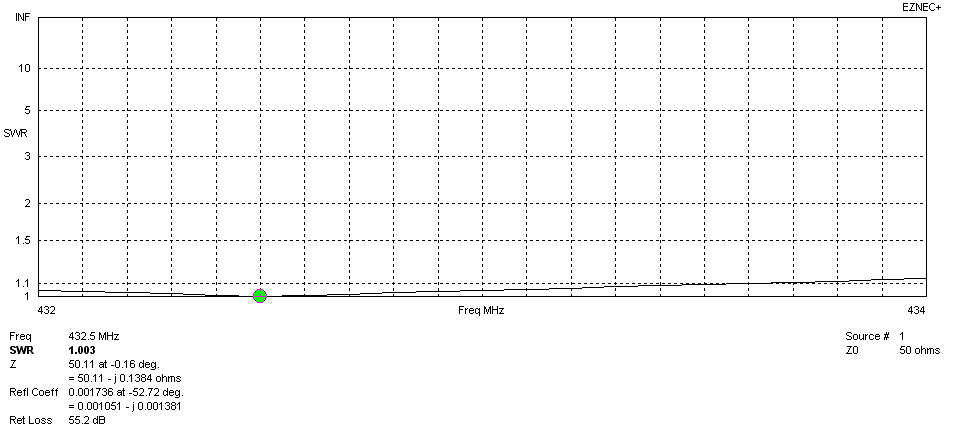 EZNEC+
INF
10
5
SWR
3
2
1.5
1.1
1
432 Freq MHz 434
Freq 432.5 MHz Source # 1
SWR 1.003 Z0 50 ohms
Z 50.11 at -0.16 deg.
= 50.11 - j 0.1384 ohms
Refl Coeff 0.001736 at -52.72 deg.
= 0.001051 - j 0.001381
Ret Loss 55.2 dB